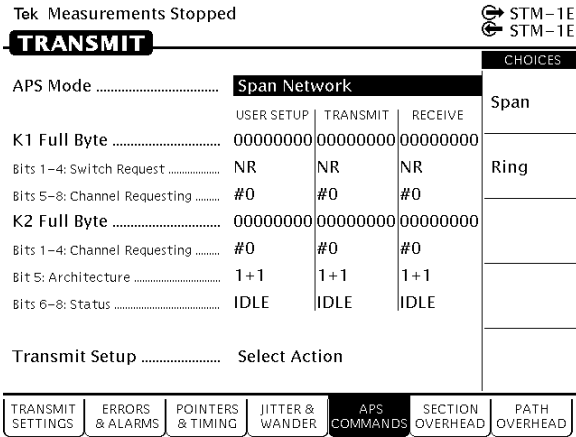 Tek Measurements Stopped
STM-1E
STM-1E
TRANSMIT
CHOICES
APS Mode ................................ Span Network
Span
USER SETUP TRANSMIT RECEIVE
K1 Full Byte ............................ 00000000 00000000 00000000
Bits 1-4: Switch Request ................. NR NR NR
Ring
Bits 5-8: Channel Requesting ........ #0 #0 #0
K2 Full Byte ............................ 00000000 00000000 00000000
Bits 1-4: Channel Requesting ........ #0 #0 #0
Bit 5: Architecture ............................ 1+1 1+1 1+1
Bits 6-8: Status ................................... IDLE IDLE IDLE
Transmit Setup ..................... Select Action
TRANSMIT SETTINGS
ERRORS & ALARMS
POINTERS & TIMING
JITTER & WANDER
APS COMMANDS
SECTION OVERHEAD
PATH OVERHEAD